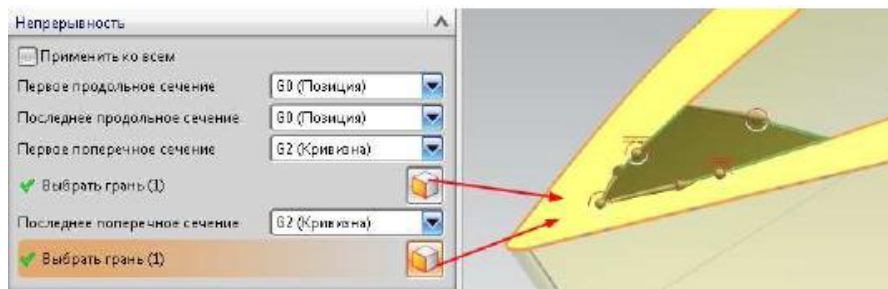 Непрерывность
Применить ко всем
Первое продольное сечение G0 (Позиция)
Последнее продольное сечение G0 (Позиция)
Первое поперечное сечение G2 (Кривизна)
Выбрать грань (1)
Последнее поперечное сечение G2 (Кривизна)
Выбрать грань (1)